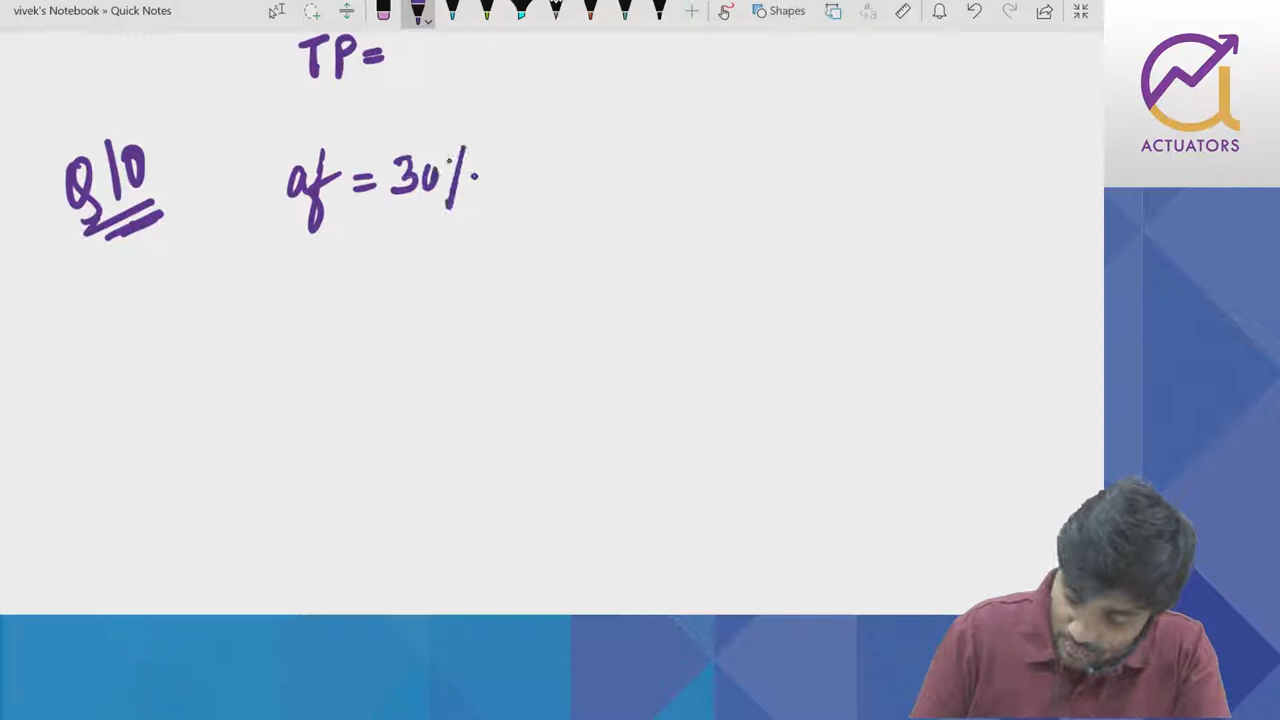 vivek's Notebook » Quick Notes
Shapes
TP=
Q10
af = 30%
a
ACTUATORS